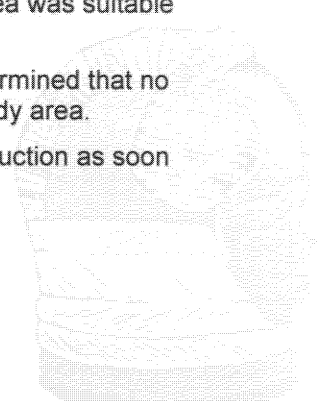 ea was suitable
rmined that no
dy area.
uction as soon